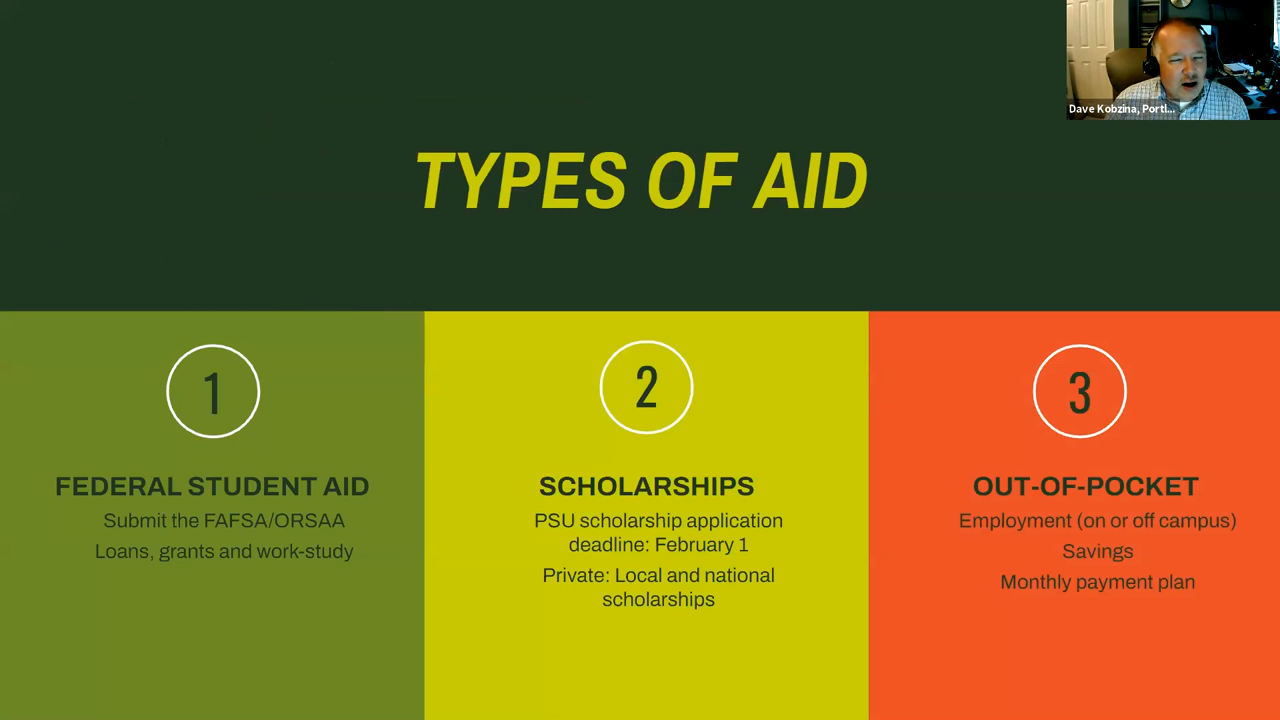 Dave Kobzina, Portl...
TYPES OF AID
1
FEDERAL STUDENT AID
Submit the FAFSA/ORSAA
Loans, grants and work-study
2
SCHOLARSHIPS
PSU scholarship application
deadline: February 1
Private: Local and national
scholarships
3
OUT-OF-POCKET
Employment (on or off campus)
Savings
Monthly payment plan